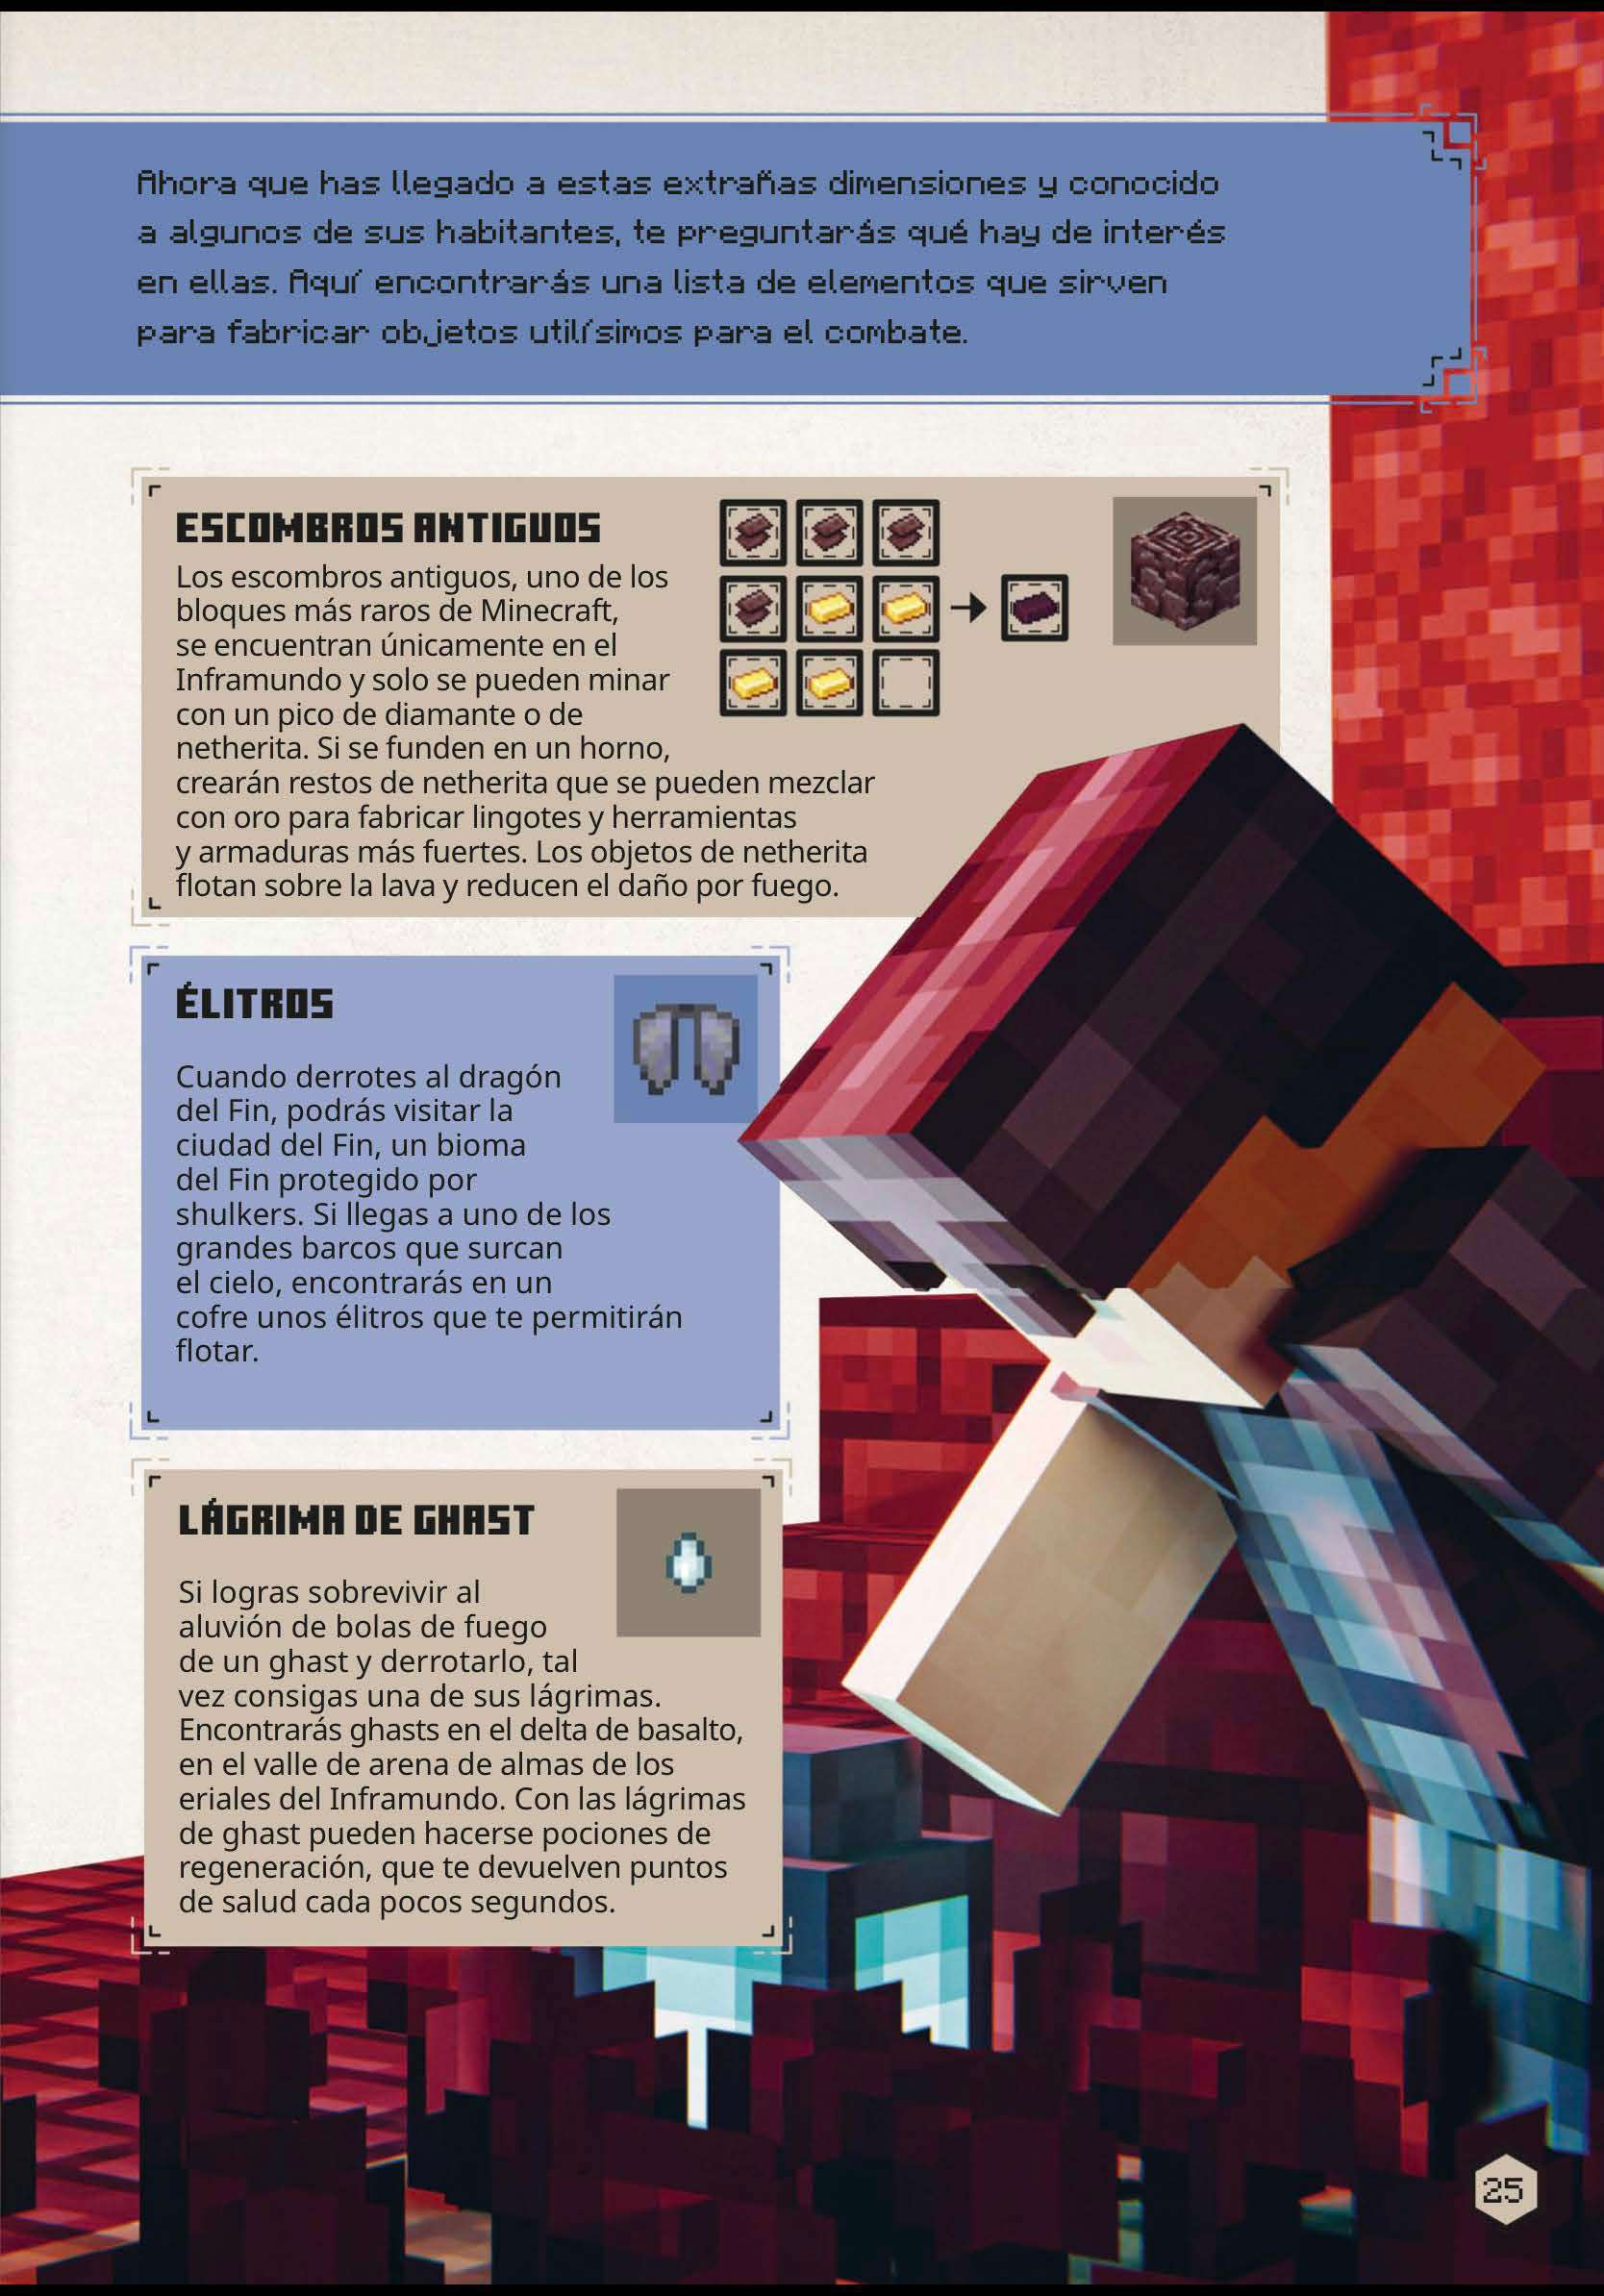 Ahora que has llegado a estas extrañas dimensiones y conocido
a algunos de sus habitantes, te preguntarás qué hay de interés
en ellas. Aquí encontrarás una lista de elementos que sirven
para fabricar objetos utilísimos para el combate.
ESCOMBROS ANTIGUOS
Los escombros antiguos, uno de los
bloques más raros de Minecraft,
se encuentran únicamente en el
Inframundo y solo se pueden minar
con un pico de diamante o de
netherita. Si se funden en un horno,
crearán restos de netherita que se pueden mezclar
con oro para fabricar lingotes y herramientas
y armaduras más fuertes. Los objetos de netherita
flotan sobre la lava y reducen el daño por fuego.
ÉLITROS
Cuando derrotes al dragón
del Fin, podrás visitar la
ciudad del Fin, un bioma
del Fin protegido por
shulkers. Si llegas a uno de los
grandes barcos que surcan
el cielo, encontrarás en un
cofre unos élitros que te permitirán
flotar.
LÁGRIMA DE GHAST
Si logras sobrevivir al
aluvión de bolas de fuego
de un ghast y derrotarlo, tal
vez consigas una de sus lágrimas.
Encontrarás ghasts en el delta de basalto,
en el valle de arena de almas de los
eriales del Inframundo. Con las lágrimas
de ghast pueden hacerse pociones de
regeneración, que te devuelven puntos
de salud cada pocos segundos.
25